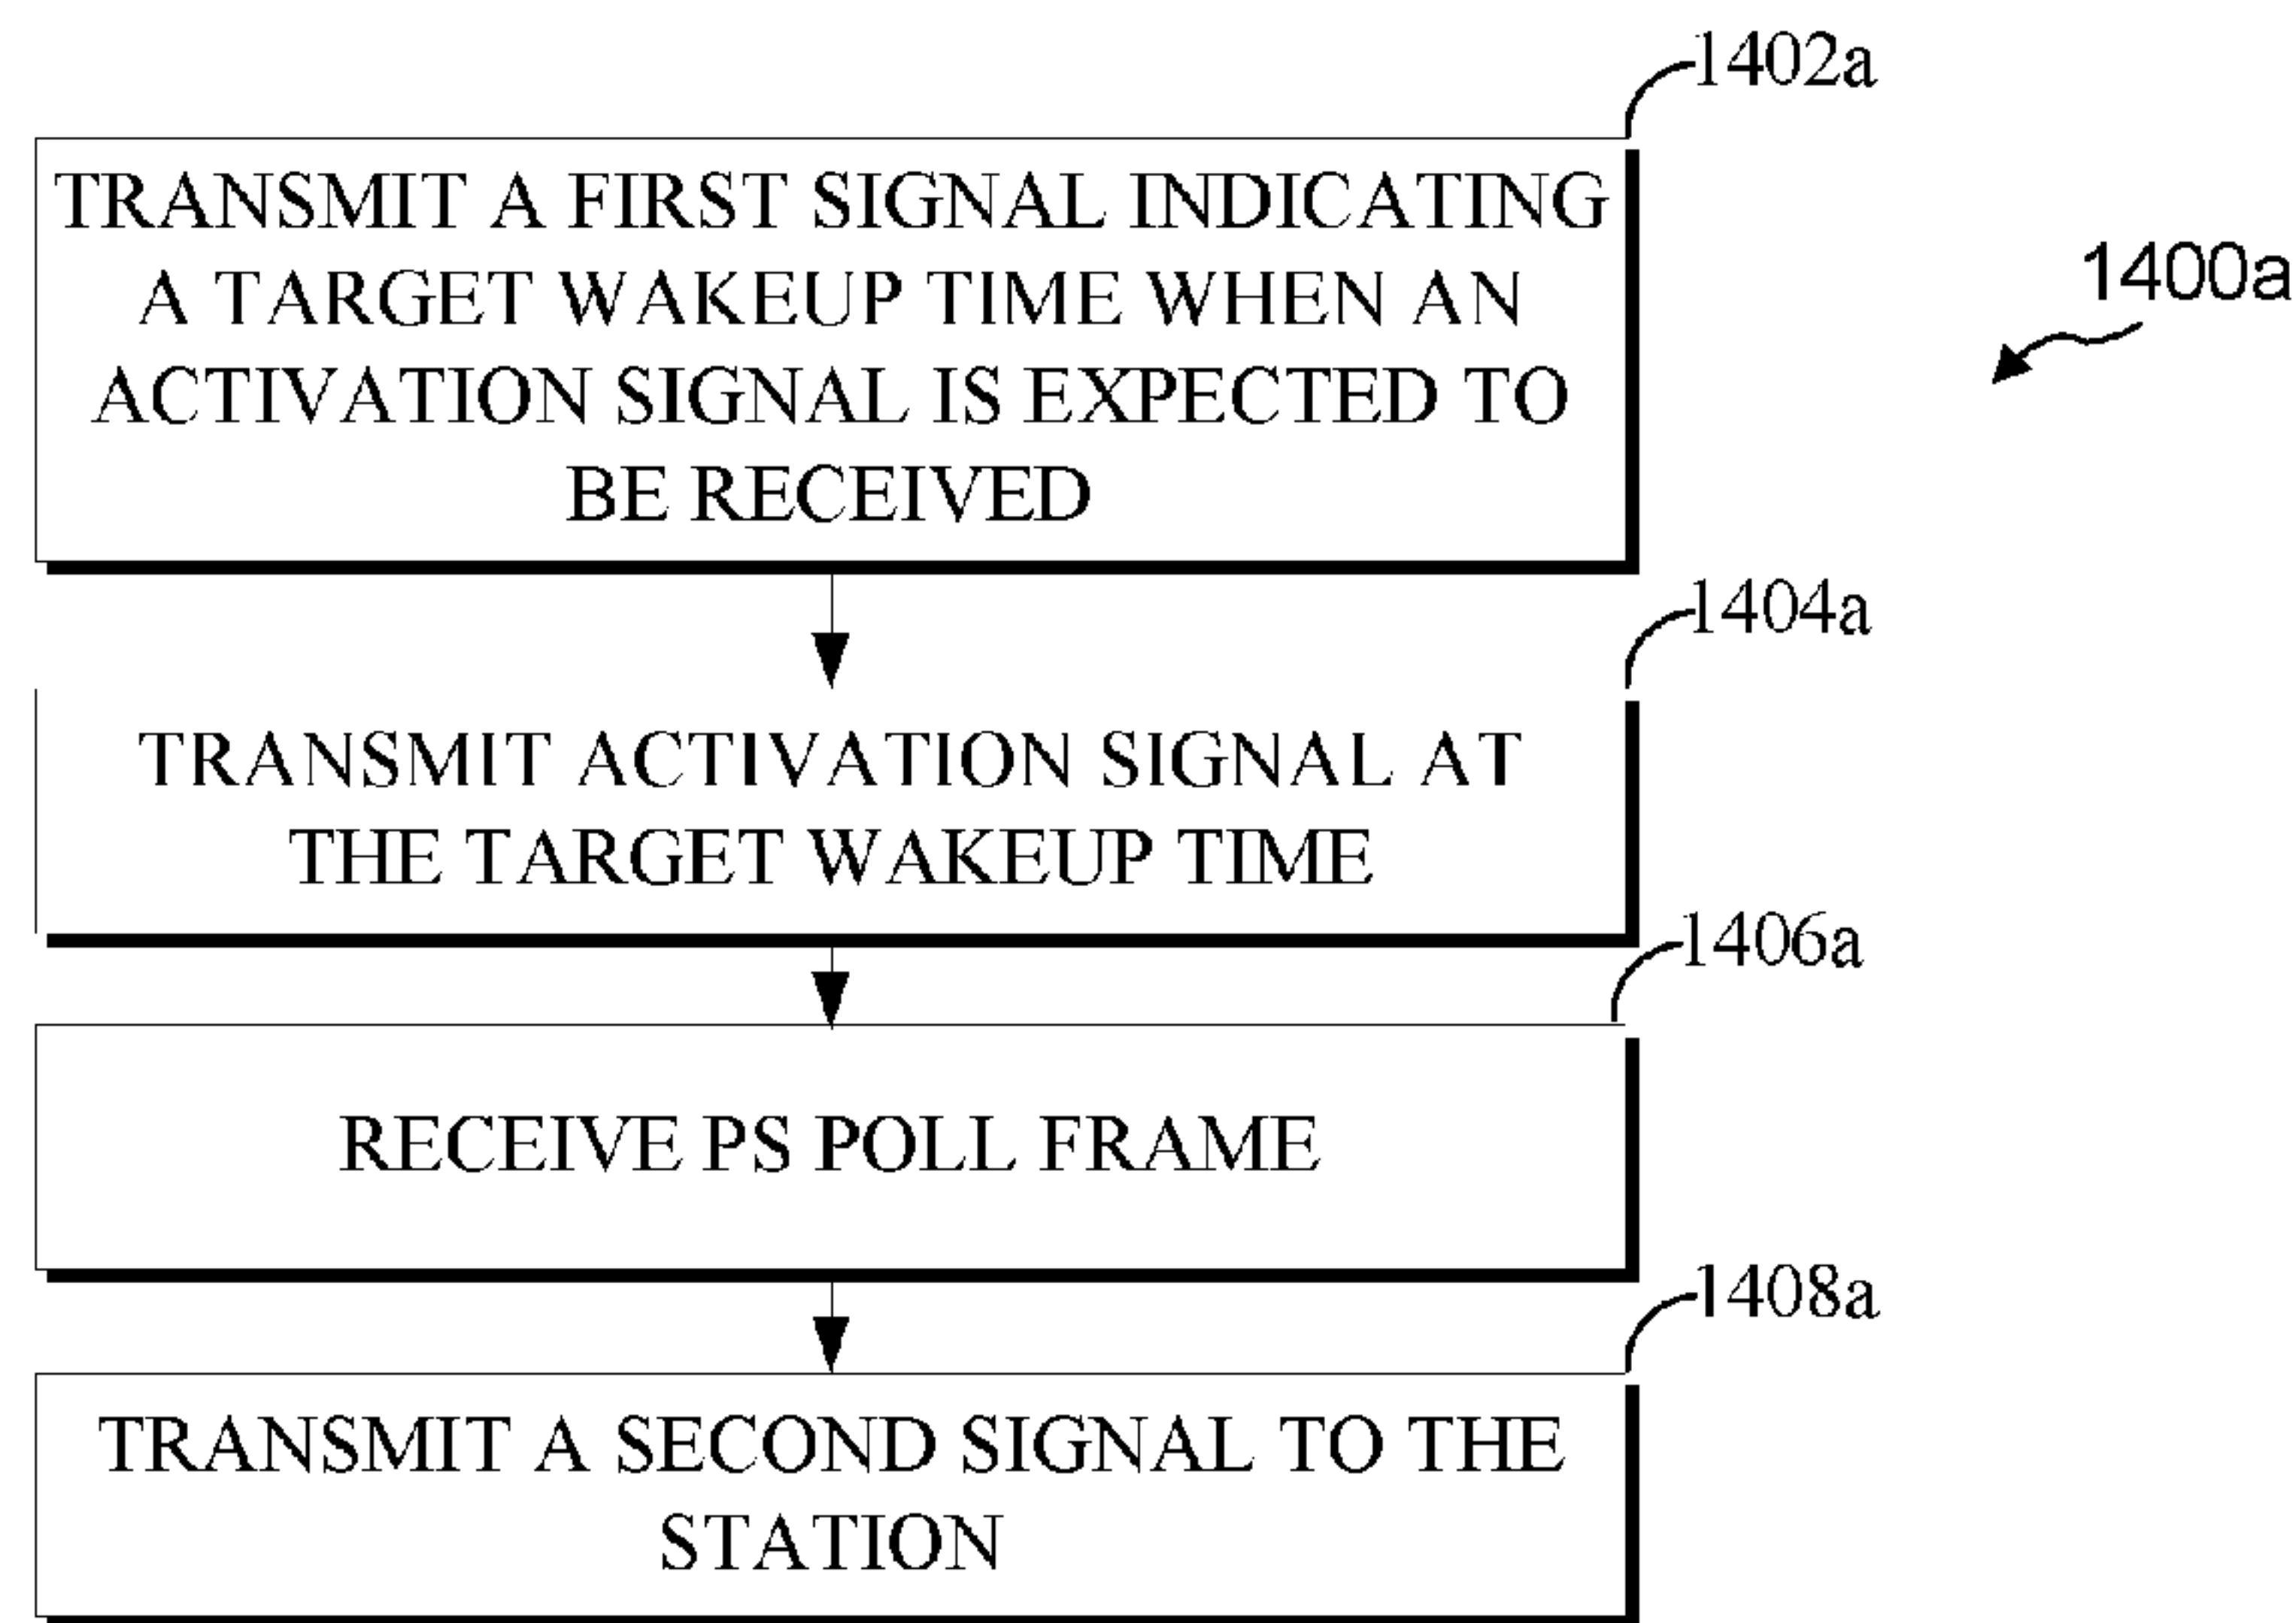 1402a
TRANSMIT A FIRST SIGNAL INDICATING
A TARGET WAKEUP TIME WHEN AN
ACTIVATION SIGNAL IS EXPECTED TO
BE RECEIVED
1400a
1404a
TRANSMIT ACTIVATION SIGNAL AT
THE TARGET WAKEUP TIME
1406a
RECEIVE PS POLL FRAME
1408a
TRANSMIT A SECOND SIGNAL TO THE
STATION